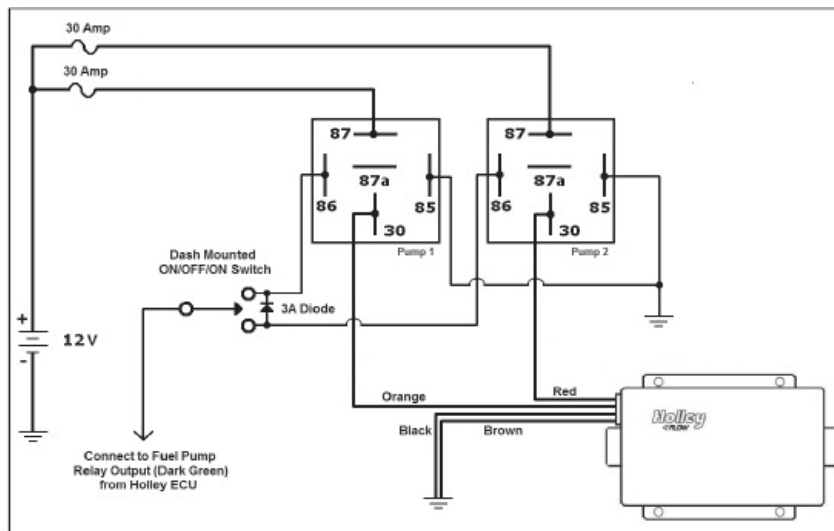 30 Amp
30 Amp
87
86
87a
85
30
Pump 1
87
86
87a
85
30
Pump 2
Dash Mounted
ON/OFF/ON Switch
3A Diode
+
12V
-
Orange
Red
Black
Brown
Holley
Connect to Fuel Pump
Relay Output (Dark Green)
from Holley ECU